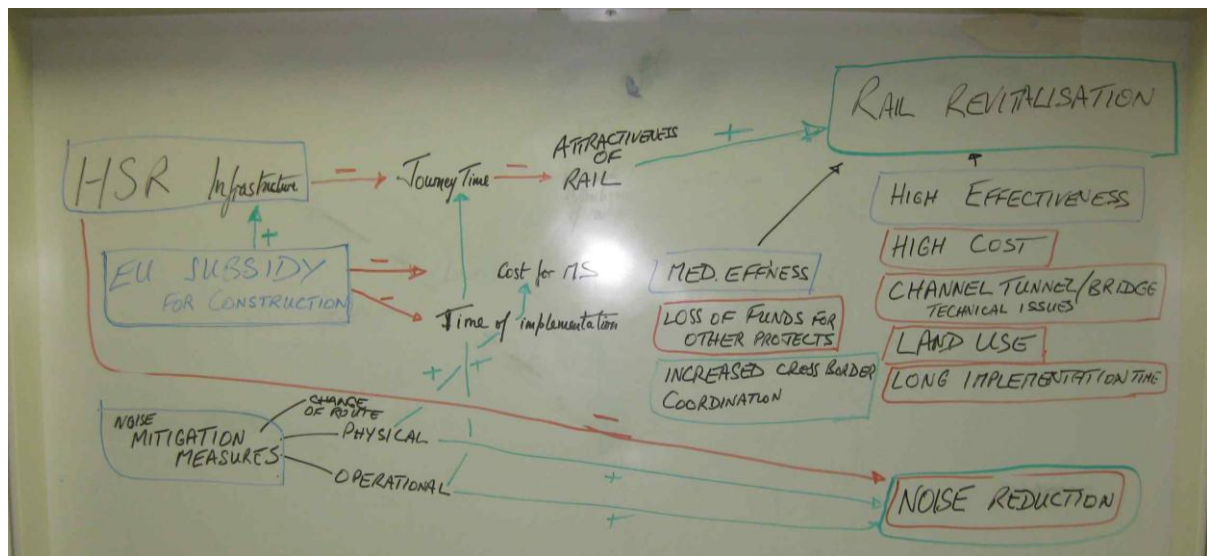 RAIL REVITALISATION
HSR Infrastructure
−
Journey Time
−
ATTRACTIVENESS
OF
RAIL
+
+
EU SUBSIDY
FOR CONSTRUCTION
−
Cost for MS
−
Time of implementation
+
+
NOISE
MITIGATION
MEASURES
CHANGE
OF ROUTE
PHYSICAL
OPERATIONAL
−
+
+
MED. EFF'NESS
LOSS OF FUNDS FOR
OTHER PROJECTS
INCREASED CROSS BORDER
COORDINATION
HIGH EFFECTIVENESS
HIGH COST
CHANNEL TUNNEL/BRIDGE
TECHNICAL ISSUES
LAND USE
LONG IMPLEMENTATION TIME
NOISE REDUCTION